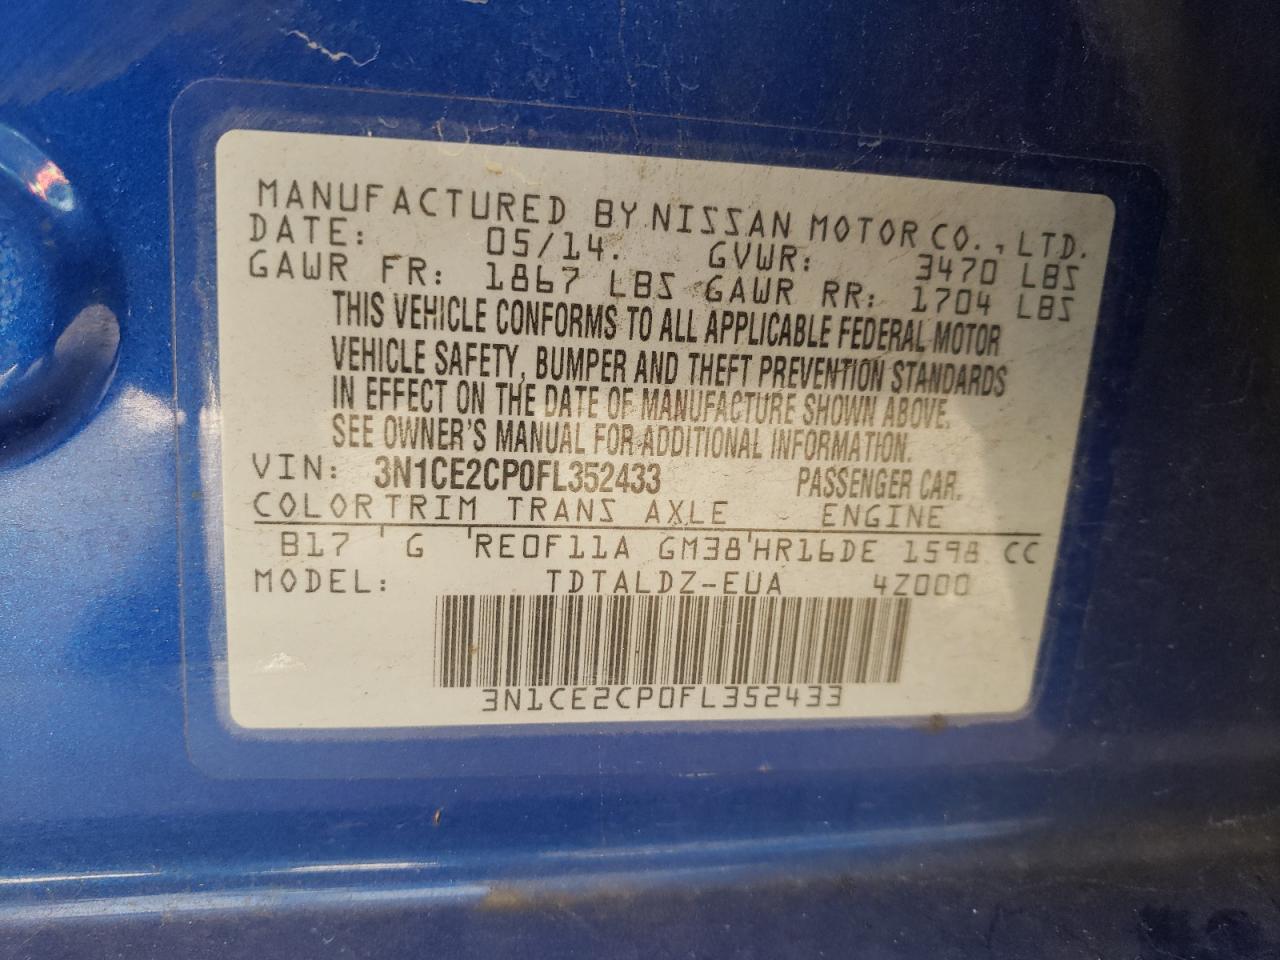 MANUFACTURED BY NISSAN MOTOR CO., LTD.
DATE: 05/14. GVWR: 3470 LBS
GAWR FR: 1867 LBS GAWR RR: 1704 LBS
THIS VEHICLE CONFORMS TO ALL APPLICABLE FEDERAL MOTOR
VEHICLE SAFETY, BUMPER AND THEFT PREVENTION STANDARDS
IN EFFECT ON THE DATE OF MANUFACTURE SHOWN ABOVE.
SEE OWNER'S MANUAL FOR ADDITIONAL INFORMATION.
VIN: 3N1CE2CP0FL352433 PASSENGER CAR.
COLORTRIM TRANS AXLE ENGINE
B17 ' G 'RE0F11A GM38'HR16DE 1598 CC
MODEL: TDTALDZ-EUA 4Z000
3N1CE2CP0FL352433